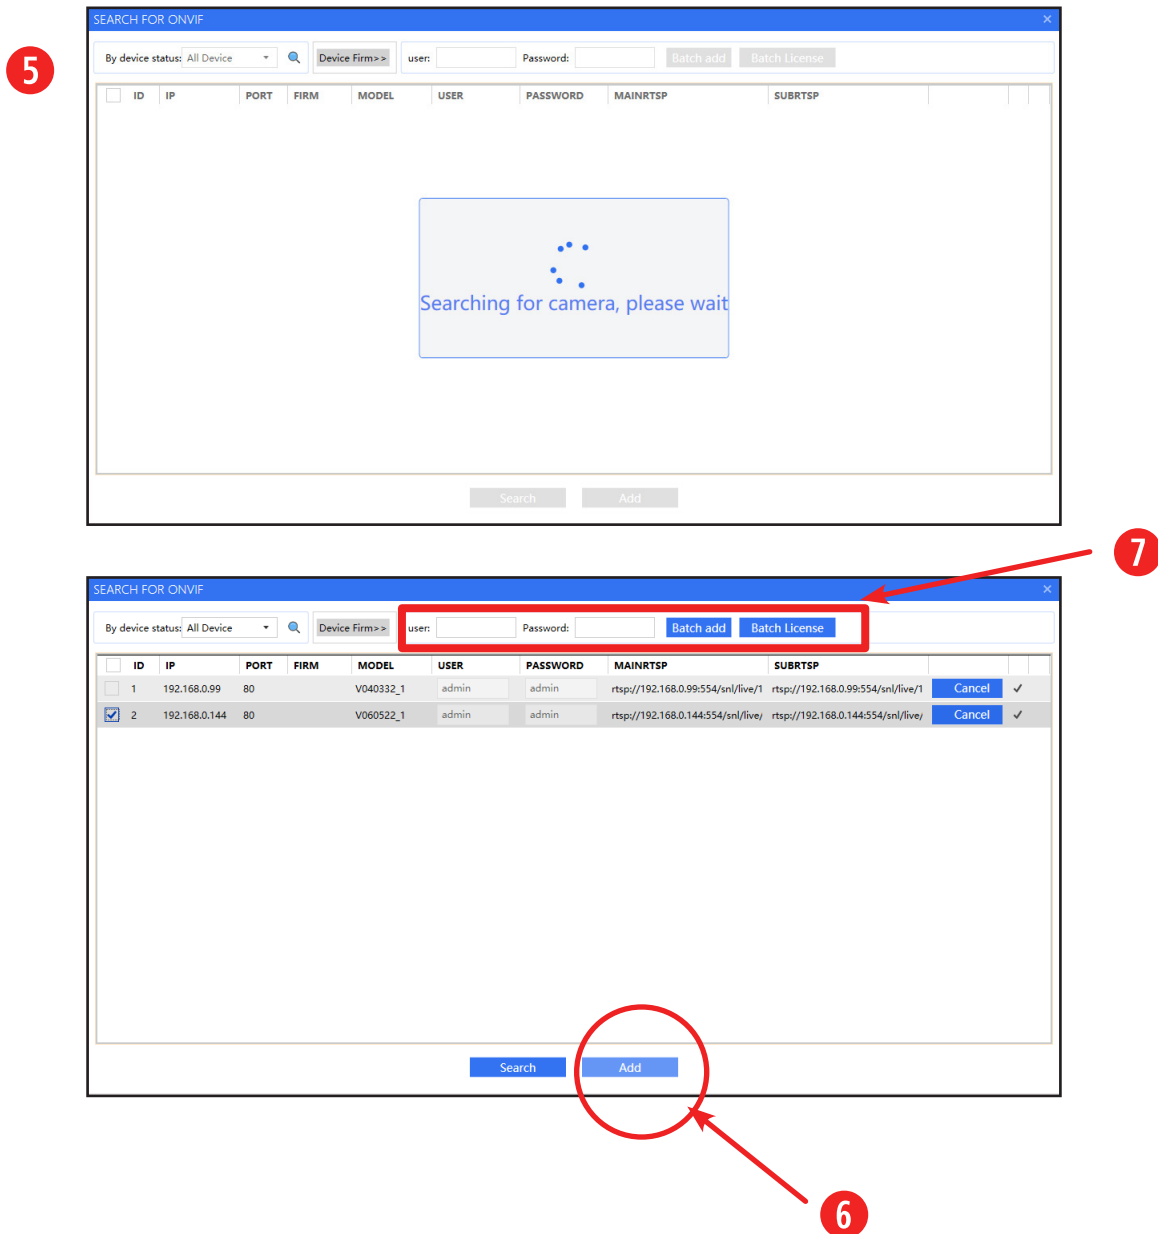 5
SEARCH FOR ONVIF ×
By device status: All Device Device Firm>> user: Password: Batch add Batch License
ID IP PORT FIRM MODEL USER PASSWORD MAINRTSP SUBRTSP
Searching for camera, please wait
Search Add
7
SEARCH FOR ONVIF ×
By device status: All Device Device Firm>> user: Password: Batch add Batch License
ID IP PORT FIRM MODEL USER PASSWORD MAINRTSP SUBRTSP
1 192.168.0.99 80 V040332_1 admin admin rtsp://192.168.0.99:554/snl/live/1 rtsp://192.168.0.99:554/snl/live/1 Cancel ✓
2 192.168.0.144 80 V060522_1 admin admin rtsp://192.168.0.144:554/snl/live/ rtsp://192.168.0.144:554/snl/live/ Cancel ✓
Search Add
6